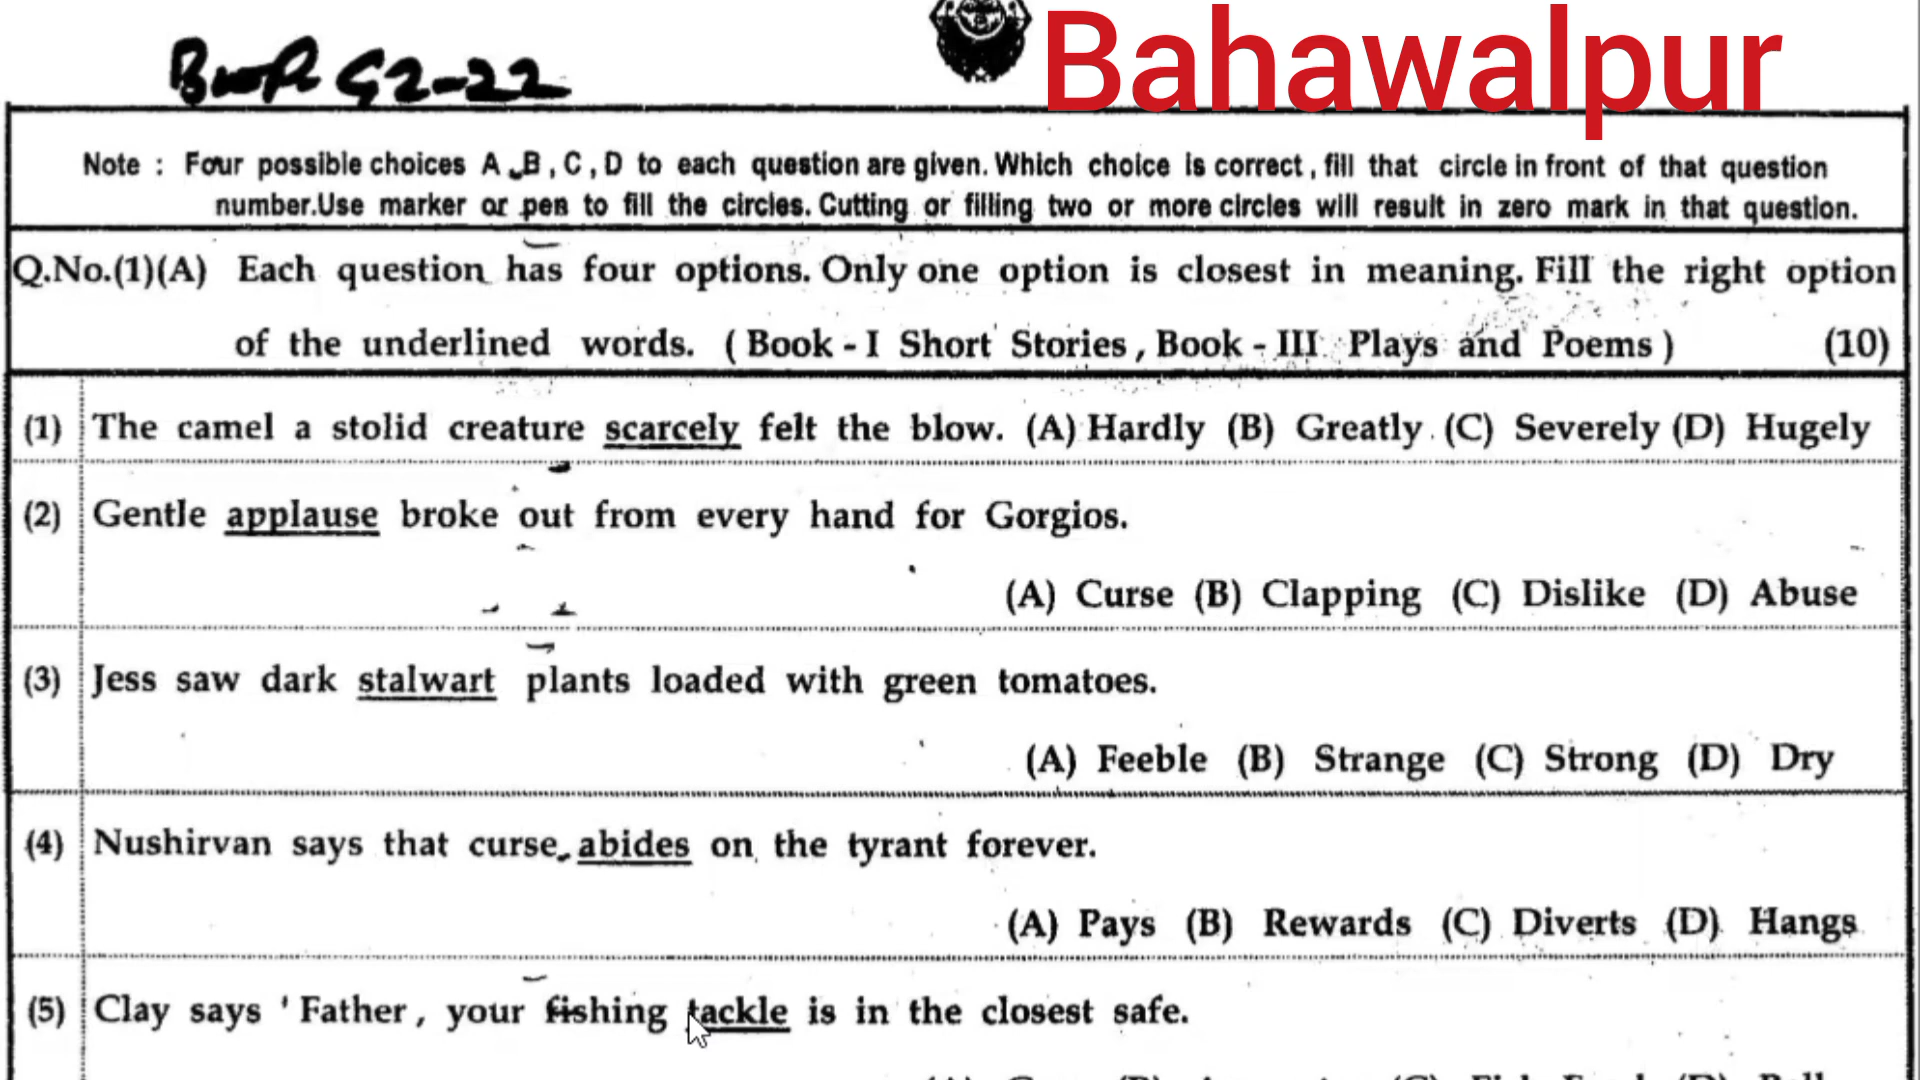 BwP G2-22
Bahawalpur
Note : Four possible choices A , B , C , D to each question are given. Which choice is correct , fill that circle in front of that question
number. Use marker or pen to fill the circles. Cutting or filling two or more circles will result in zero mark in that question.
Q.No.(1)(A) Each question has four options. Only one option is closest in meaning. Fill the right option
of the underlined words. ( Book - I Short Stories , Book - III Plays and Poems ) (10)
(1) The camel a stolid creature scarcely felt the blow. (A) Hardly (B) Greatly (C) Severely (D) Hugely
(2) Gentle applause broke out from every hand for Gorgios.
(A) Curse (B) Clapping (C) Dislike (D) Abuse
(3) Jess saw dark stalwart plants loaded with green tomatoes.
(A) Feeble (B) Strange (C) Strong (D) Dry
(4) Nushirvan says that curse abides on the tyrant forever.
(A) Pays (B) Rewards (C) Diverts (D) Hangs
(5) Clay says ' Father , your fishing tackle is in the closest safe.